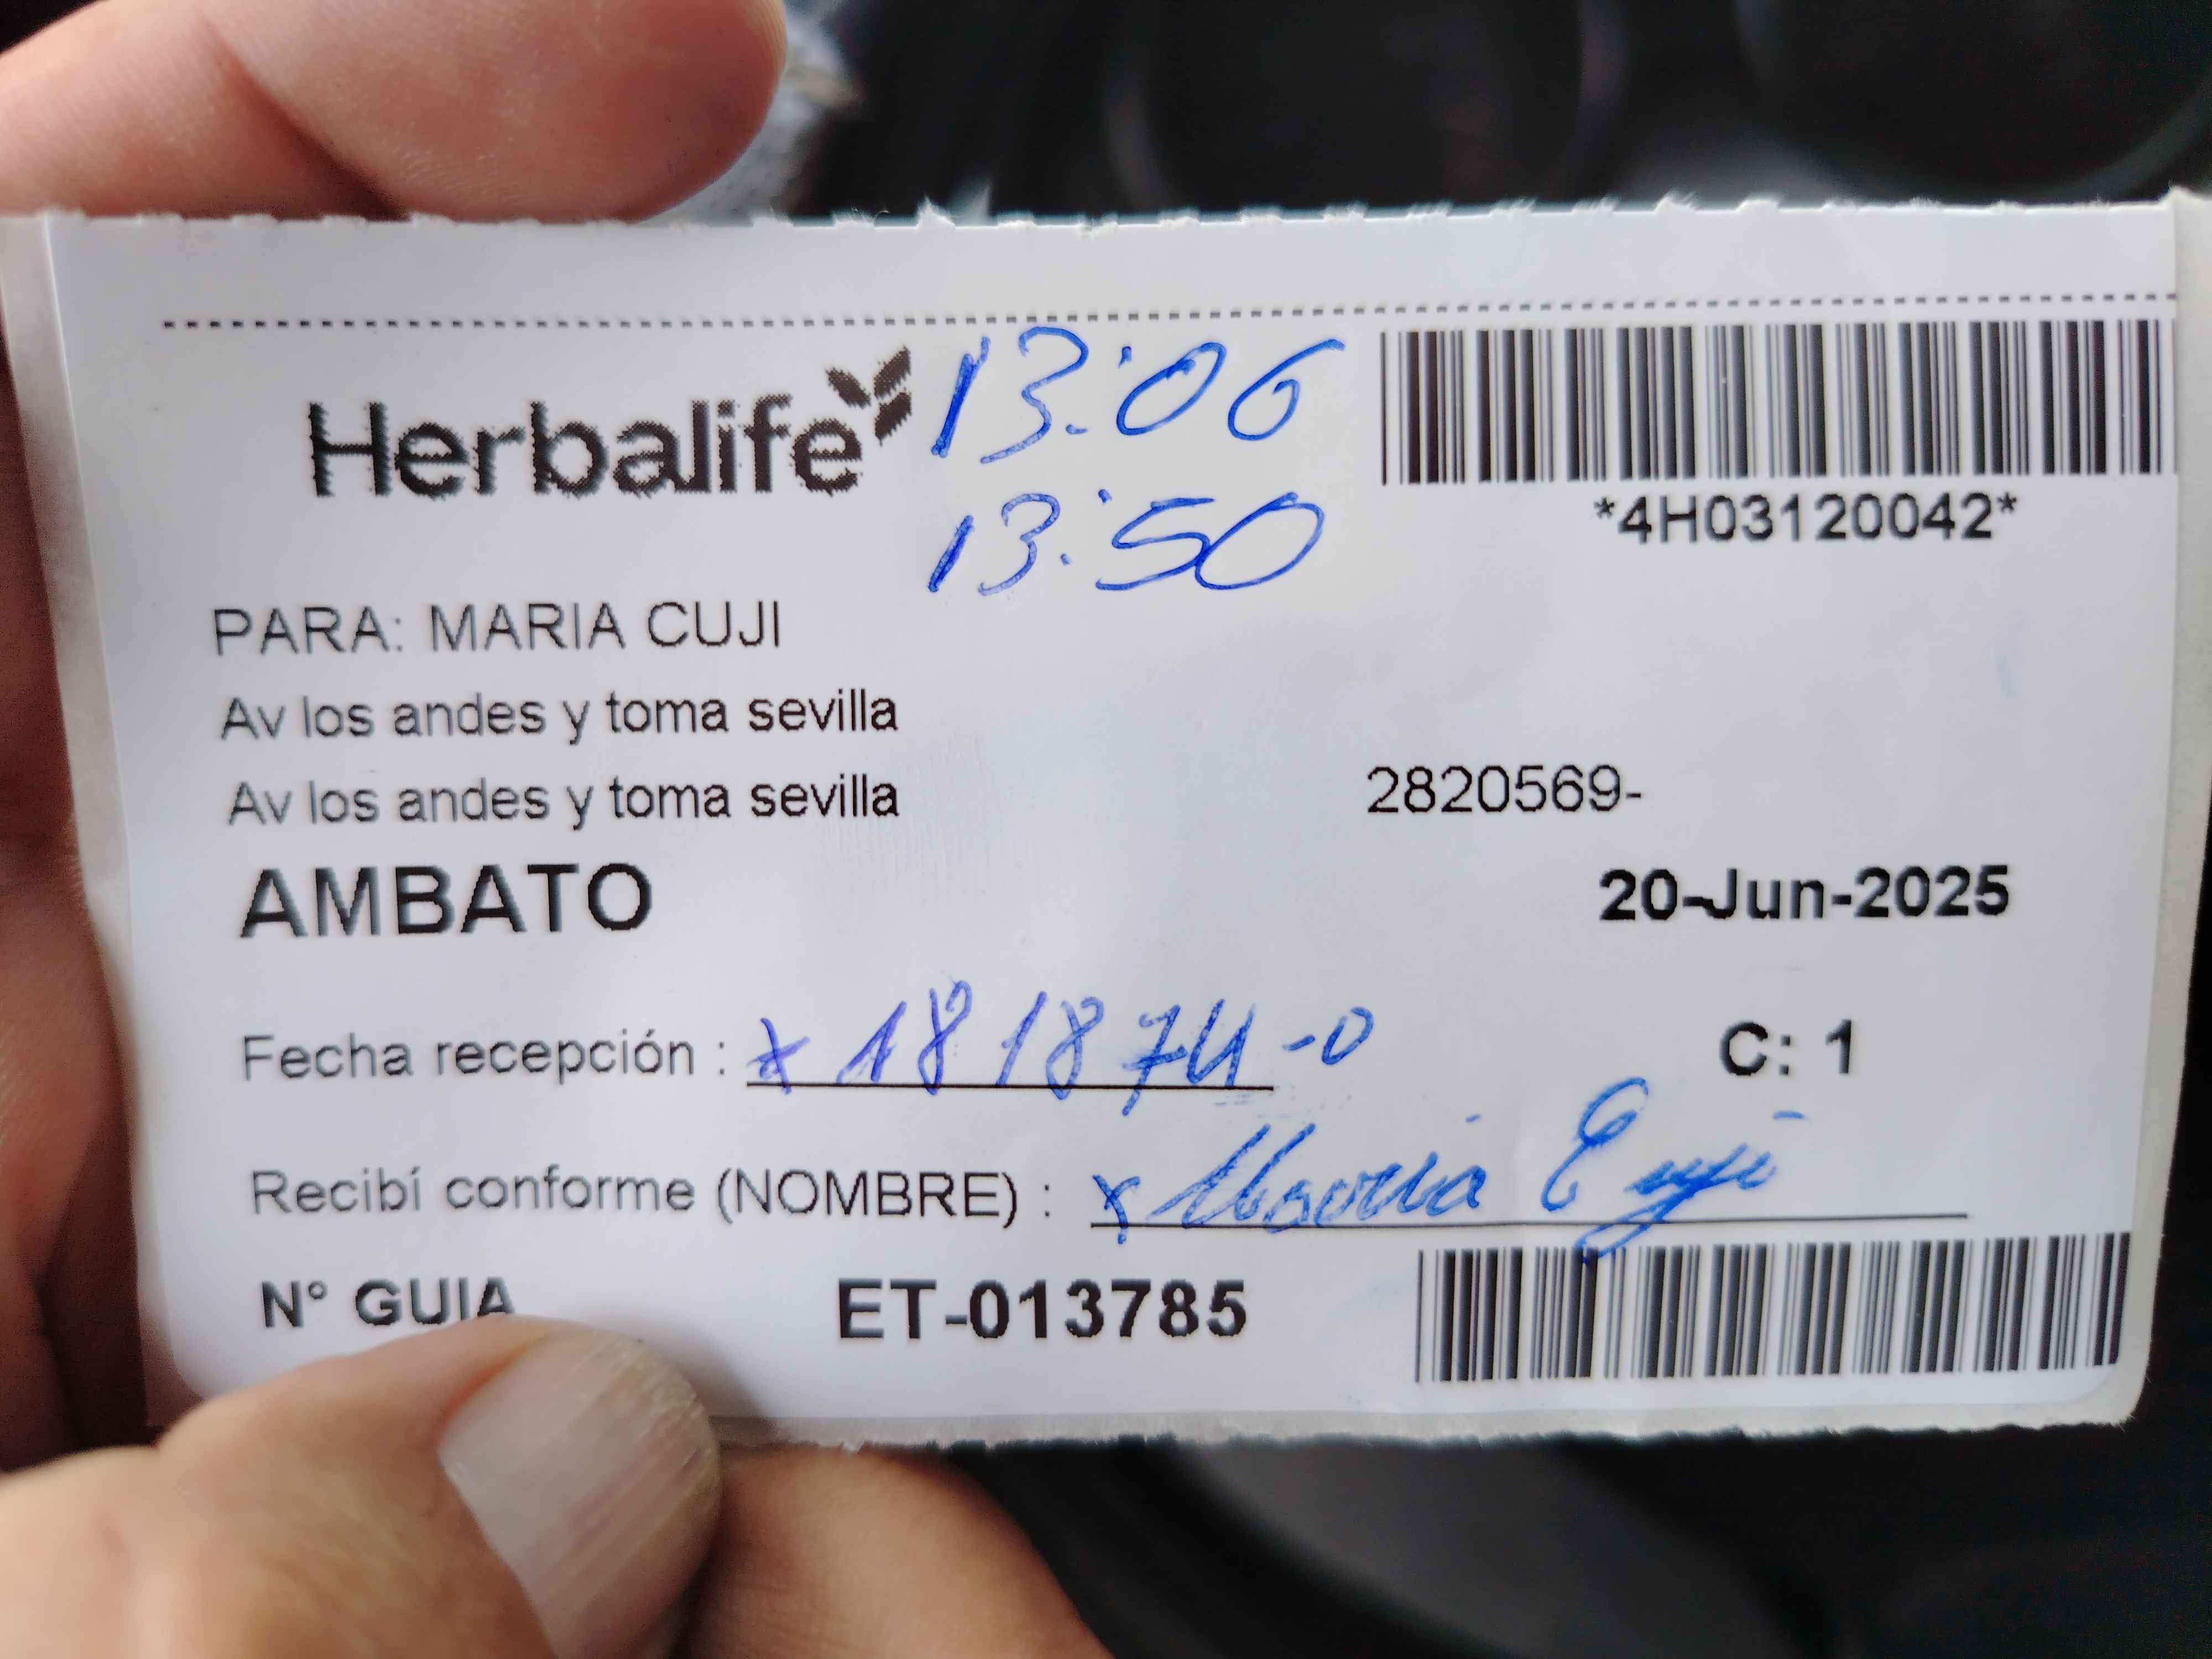 Herbalife 13:06
*4H03120042*
13:50
PARA: MARIA CUJI
Av los andes y toma sevilla
Av los andes y toma sevilla 2820569-
AMBATO 20-Jun-2025
Fecha recepción : x 181874-0 C: 1
Recibí conforme (NOMBRE) : x Maria Cuji
N° GUIA ET-013785